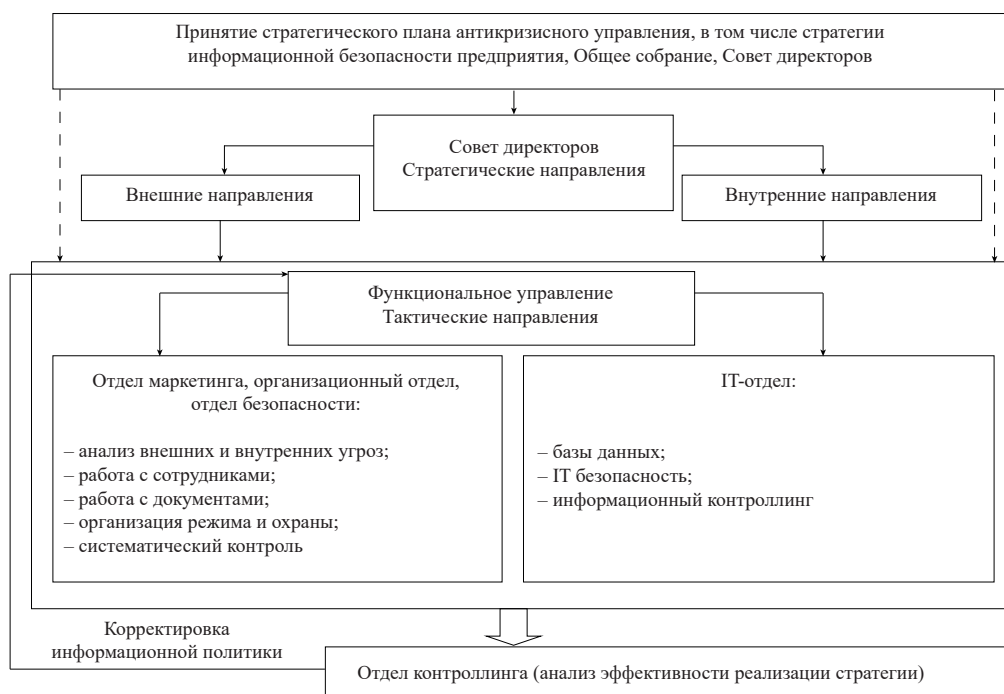 Принятие стратегического плана антикризисного управления, в том числе стратегии
информационной безопасности предприятия, Общее собрание, Совет директоров
Совет директоров
Стратегические направления
Внешние направления
Внутренние направления
Функциональное управление
Тактические направления
Отдел маркетинга, организационный отдел,
отдел безопасности:
– анализ внешних и внутренних угроз;
– работа с сотрудниками;
– работа с документами;
– организация режима и охраны;
– систематический контроль
IT-отдел:
– базы данных;
– IT безопасность;
– информационный контроллинг
Корректировка
информационной политики
Отдел контроллинга (анализ эффективности реализации стратегии)